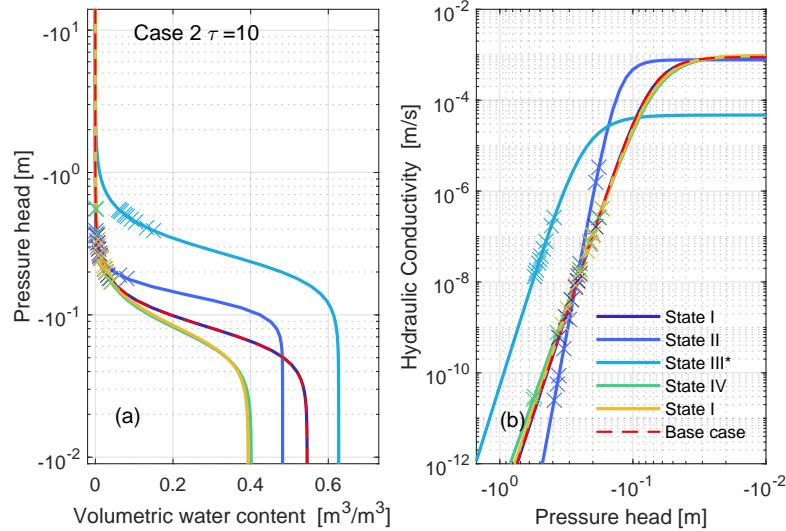 Case 2 τ =10
-10¹
-10⁰
-10⁻¹
-10⁻²
Pressure head [m]
(a)
0
0.2
0.4
0.6
Volumetric water content [m³/m³]
10⁻²
10⁻⁴
10⁻⁶
10⁻⁸
10⁻¹⁰
10⁻¹²
Hydraulic Conductivity [m/s]
State I
State II
State III*
State IV
State I
Base case
(b)
-10⁰
-10⁻¹
-10⁻²
Pressure head [m]